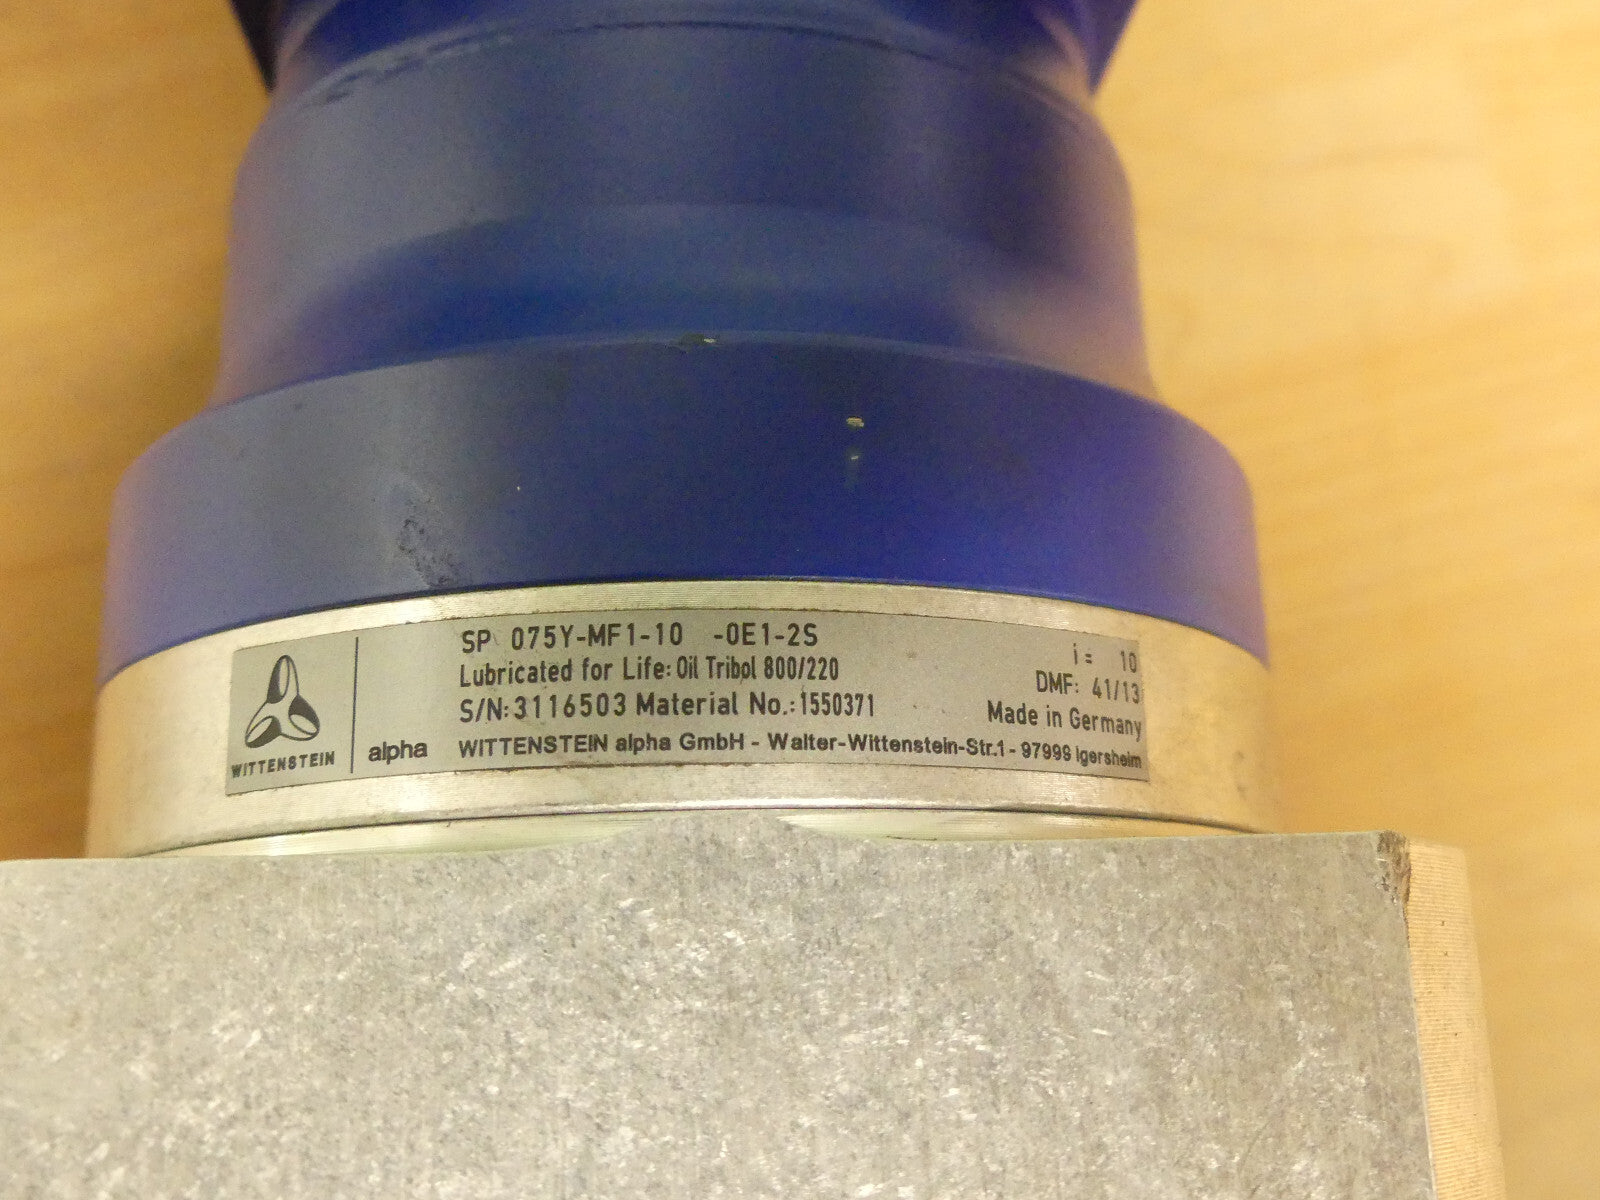 SP 075Y-MF1-10 -0E1-2S
i = 10
Lubricated for Life: Oil Tribol 800/220
DMF: 41/13
S/N: 3116503 Material No.: 1550371
Made in Germany
WITTENSTEIN
alpha
WITTENSTEIN alpha GmbH - Walter-Wittenstein-Str.1 - 97999 Igersheim